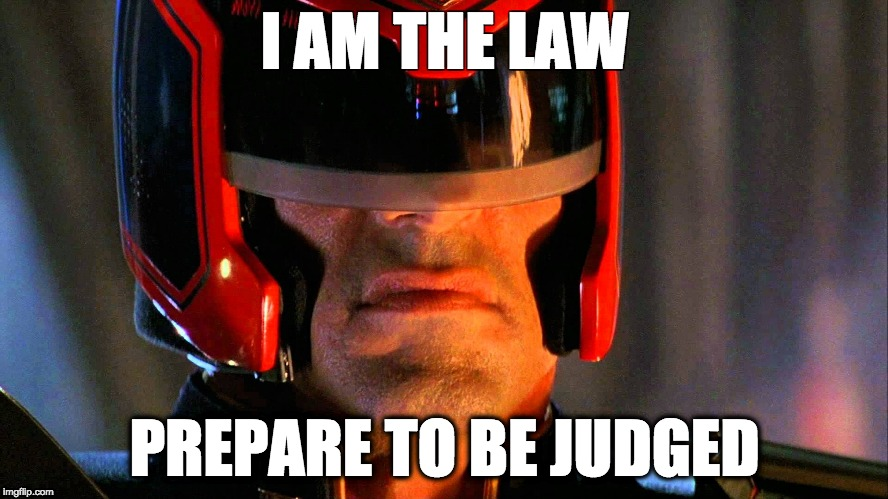 I AM THE LAW
PREPARE TO BE JUDGED
imgflip.com